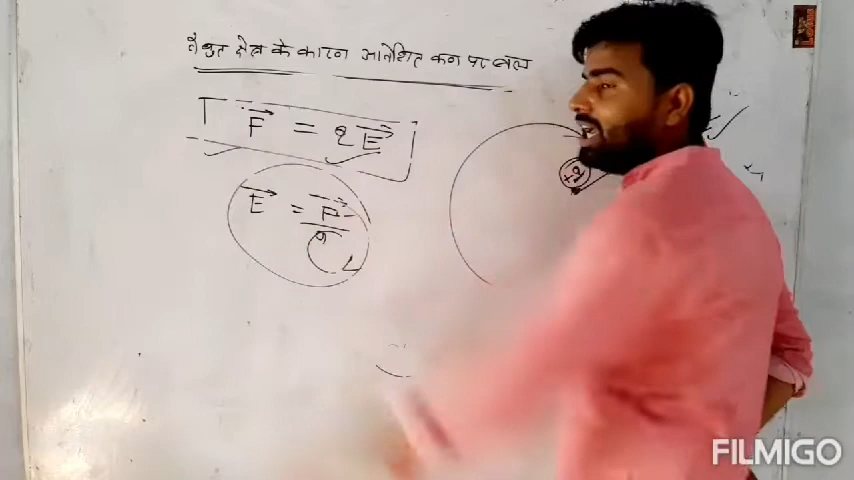 वैद्युत क्षेत्र के कारण आवेशित कण पर बल
F = qE
E = F/q
+q
FILMIGO